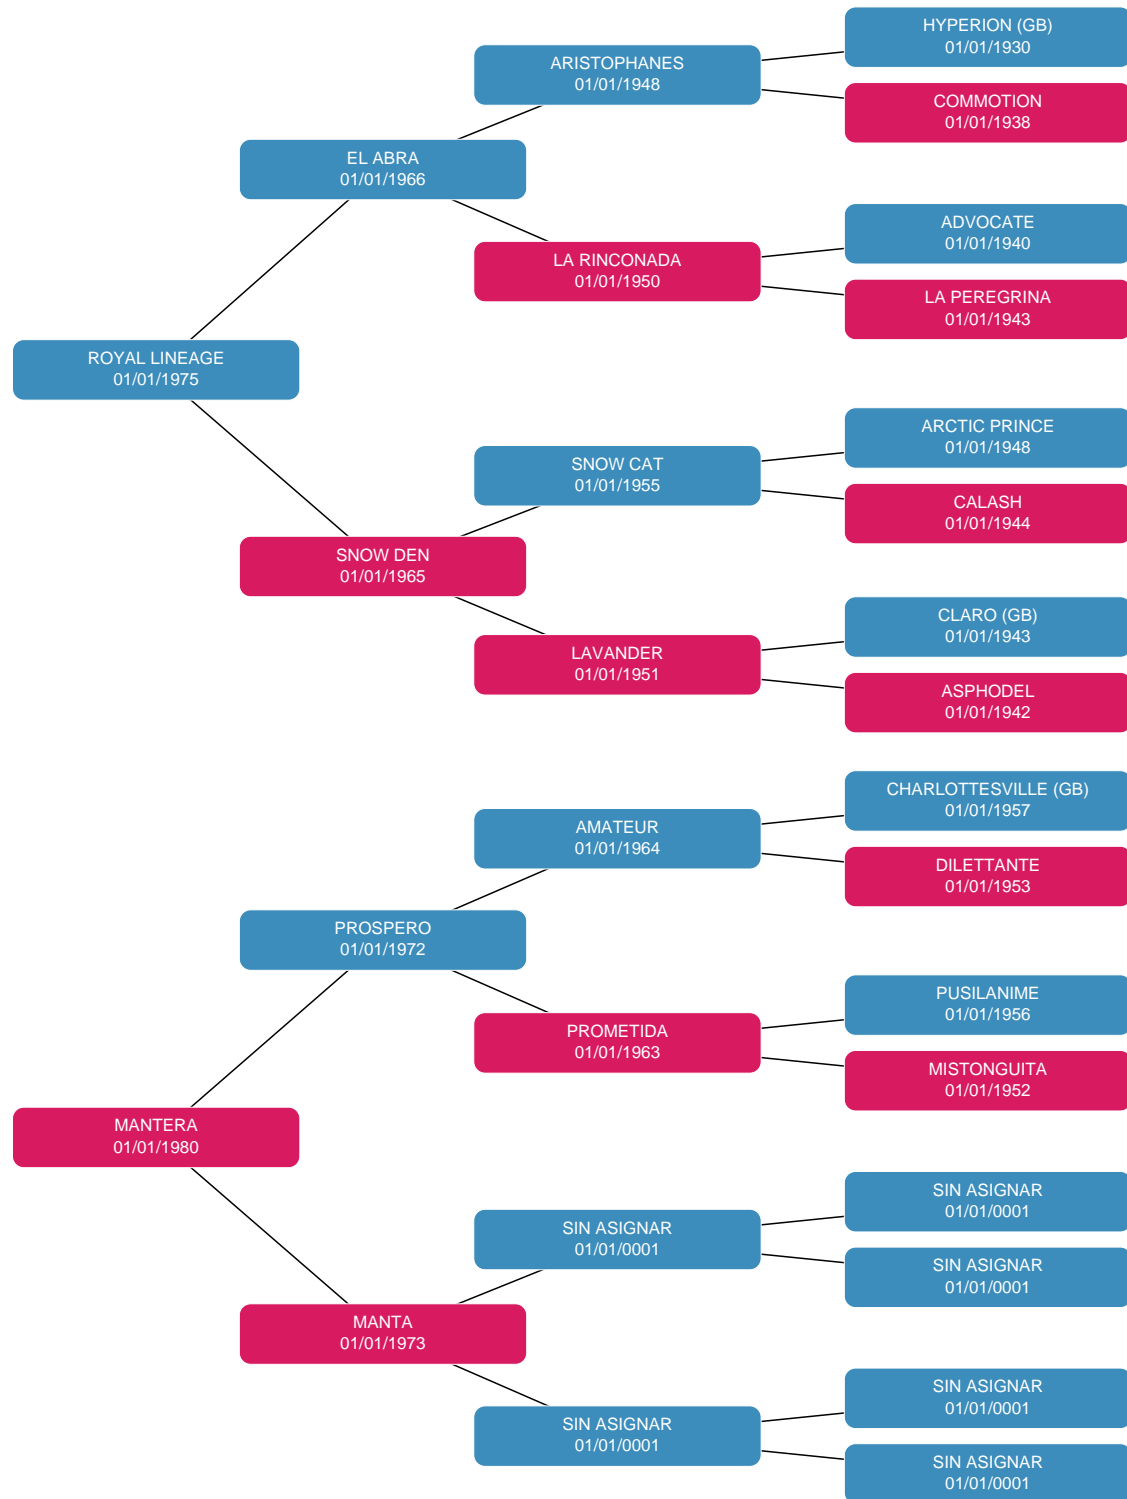 HYPERION (GB)
01/01/1930
ARISTOPHANES
01/01/1948
COMMOTION
01/01/1938
EL ABRA
01/01/1966
ADVOCATE
01/01/1940
LA RINCONADA
01/01/1950
LA PEREGRINA
01/01/1943
ROYAL LINEAGE
01/01/1975
ARCTIC PRINCE
01/01/1948
SNOW CAT
01/01/1955
CALASH
01/01/1944
SNOW DEN
01/01/1965
CLARO (GB)
01/01/1943
LAVANDER
01/01/1951
ASPHODEL
01/01/1942
CHARLOTTESVILLE (GB)
01/01/1957
AMATEUR
01/01/1964
DILETTANTE
01/01/1953
PROSPERO
01/01/1972
PUSILANIME
01/01/1956
PROMETIDA
01/01/1963
MISTONGUITA
01/01/1952
MANTERA
01/01/1980
SIN ASIGNAR
01/01/0001
SIN ASIGNAR
01/01/0001
SIN ASIGNAR
01/01/0001
MANTA
01/01/1973
SIN ASIGNAR
01/01/0001
SIN ASIGNAR
01/01/0001
SIN ASIGNAR
01/01/0001